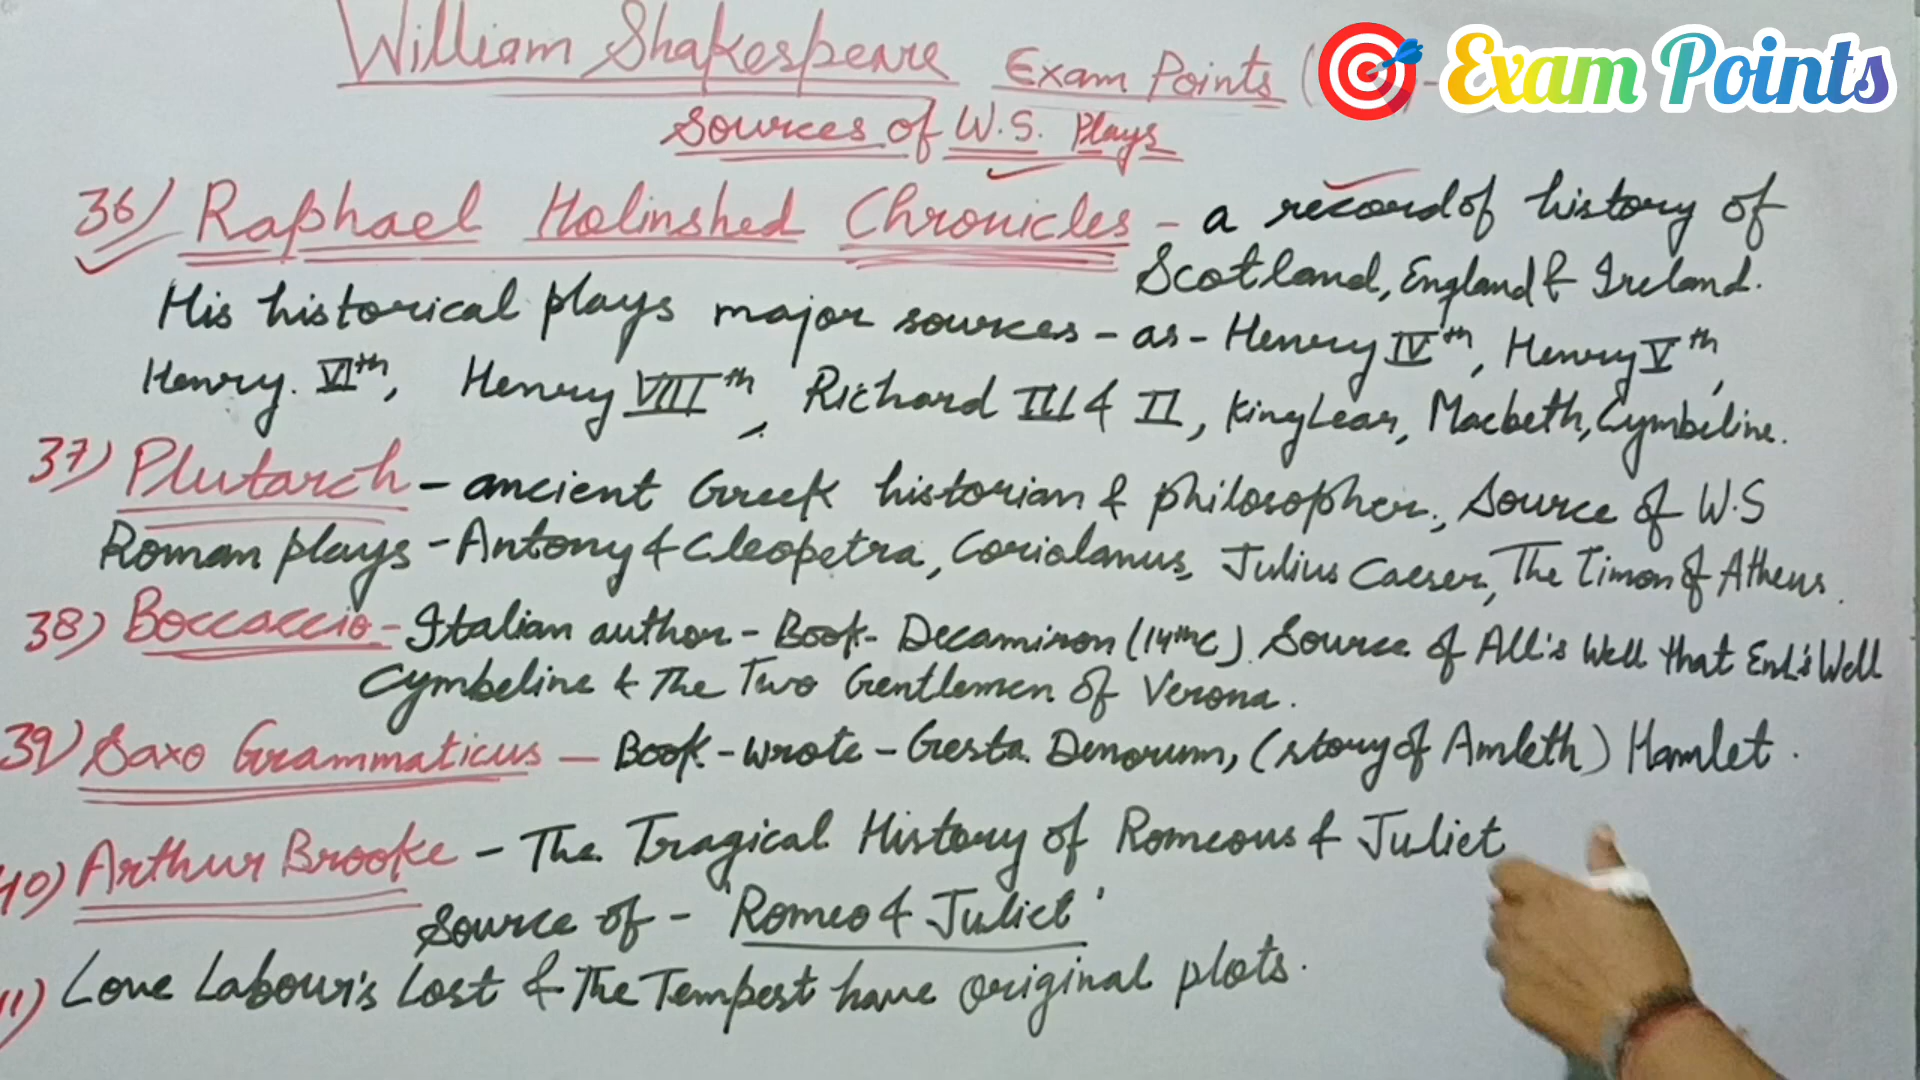 William Shakespeare Exam Points (
Exam Points
Sources of W.S. Plays
36) Raphael Holinshed Chronicles - a record of history of
Scotland, England & Ireland.
His historical plays major sources - as - Henry IVth, Henry Vth,
Henry. VIth, Henry VIIIth, Richard III & II, King Lear, Macbeth, Cymbeline.
37) Plutarch - ancient Greek historian & philosopher, Source of W.S
Roman plays - Antony & Cleopetra, Coriolanus, Julius Caeser, The Timon of Athens.
38) Boccaccio - Italian author - Book - Decamiron (14thc). Source of All's Well that End's Well
Cymbeline & The Two Gentlemen of Verona.
39) Saxo Grammaticus - Book - wrote - Gesta Denorum, (story of Amleth) Hamlet.
40) Arthur Brooke - The Tragical History of Romeous & Juliet
Source of - 'Romeo & Juliet'
11) Love Labour's Lost & The Tempest have original plots.